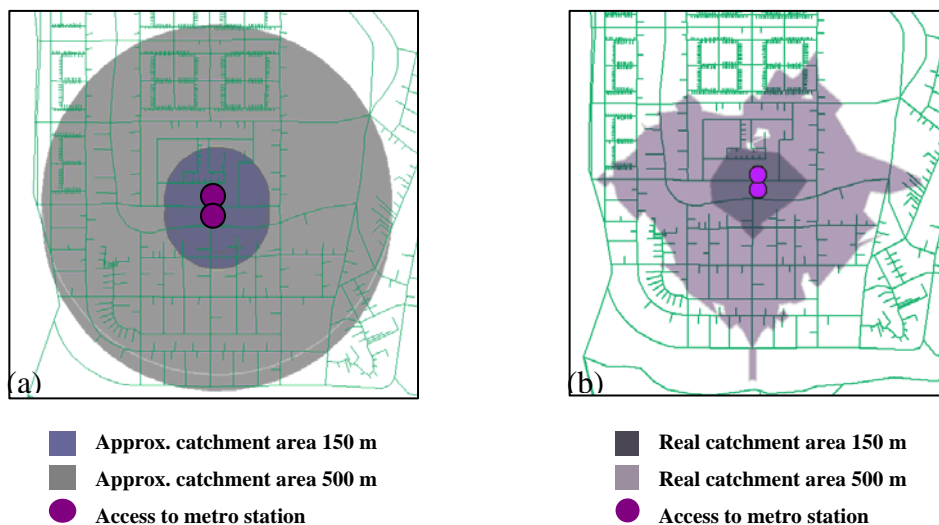 (a)
(b)
Approx. catchment area 150 m
Approx. catchment area 500 m
Access to metro station
Real catchment area 150 m
Real catchment area 500 m
Access to metro station